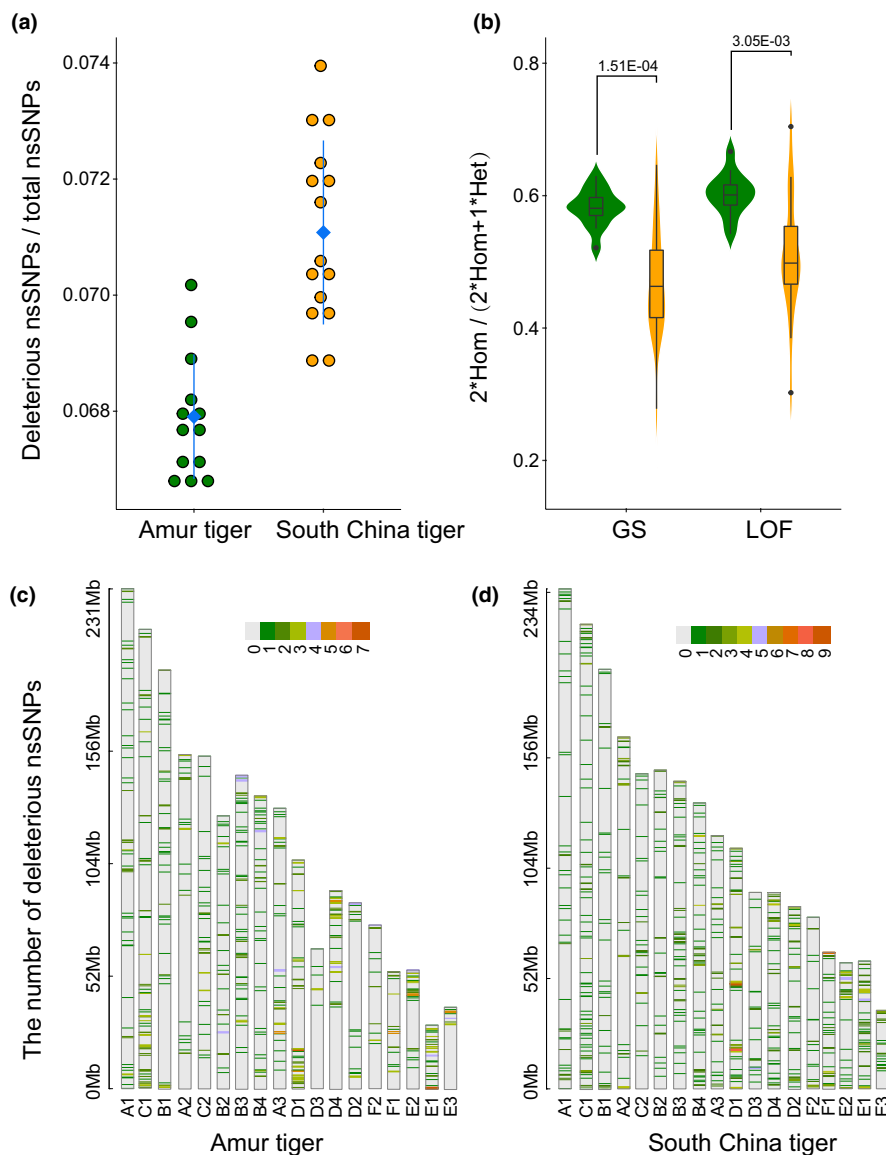 (a)
Deleterious nsSNPs / total nsSNPs
0.074
0.072
0.070
0.068
Amur tiger
South China tiger
(b)
2*Hom / (2*Hom+1*Het)
0.8
0.6
0.4
0.2
1.51E-04
3.05E-03
GS
LOF
(c)
The number of deleterious nsSNPs
231Mb
156Mb
104Mb
52Mb
0Mb
0 1 2 3 4 5 6 7
A1 C1 B1 A2 C2 B2 B3 B4 A3 D1 D3 D4 D2 F2 F1 E2 E1 E3
Amur tiger
(d)
234Mb
156Mb
104Mb
52Mb
0Mb
0 1 2 3 4 5 6 7 8 9
A1 C1 B1 A2 C2 B2 B3 B4 A3 D1 D3 D4 D2 F2 F1 E2 E1 E3
South China tiger